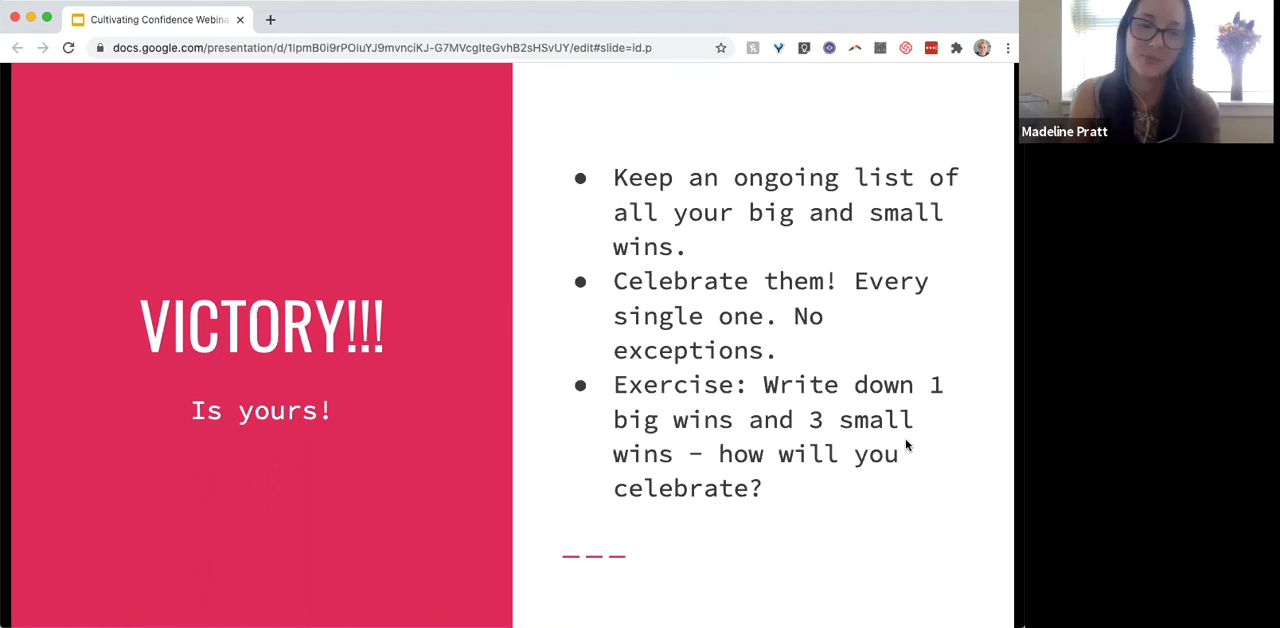 Cultivating Confidence Webina
docs.google.com/presentation/d/1lpmB0i9rPOIuYJ9mvnciKJ-G7MVcgIteGvhB2sHSvUY/edit#slide=id.p
Madeline Pratt
VICTORY!!!
Is yours!
● Keep an ongoing list of
all your big and small
wins.
● Celebrate them! Every
single one. No
exceptions.
● Exercise: Write down 1
big wins and 3 small
wins - how will you
celebrate?